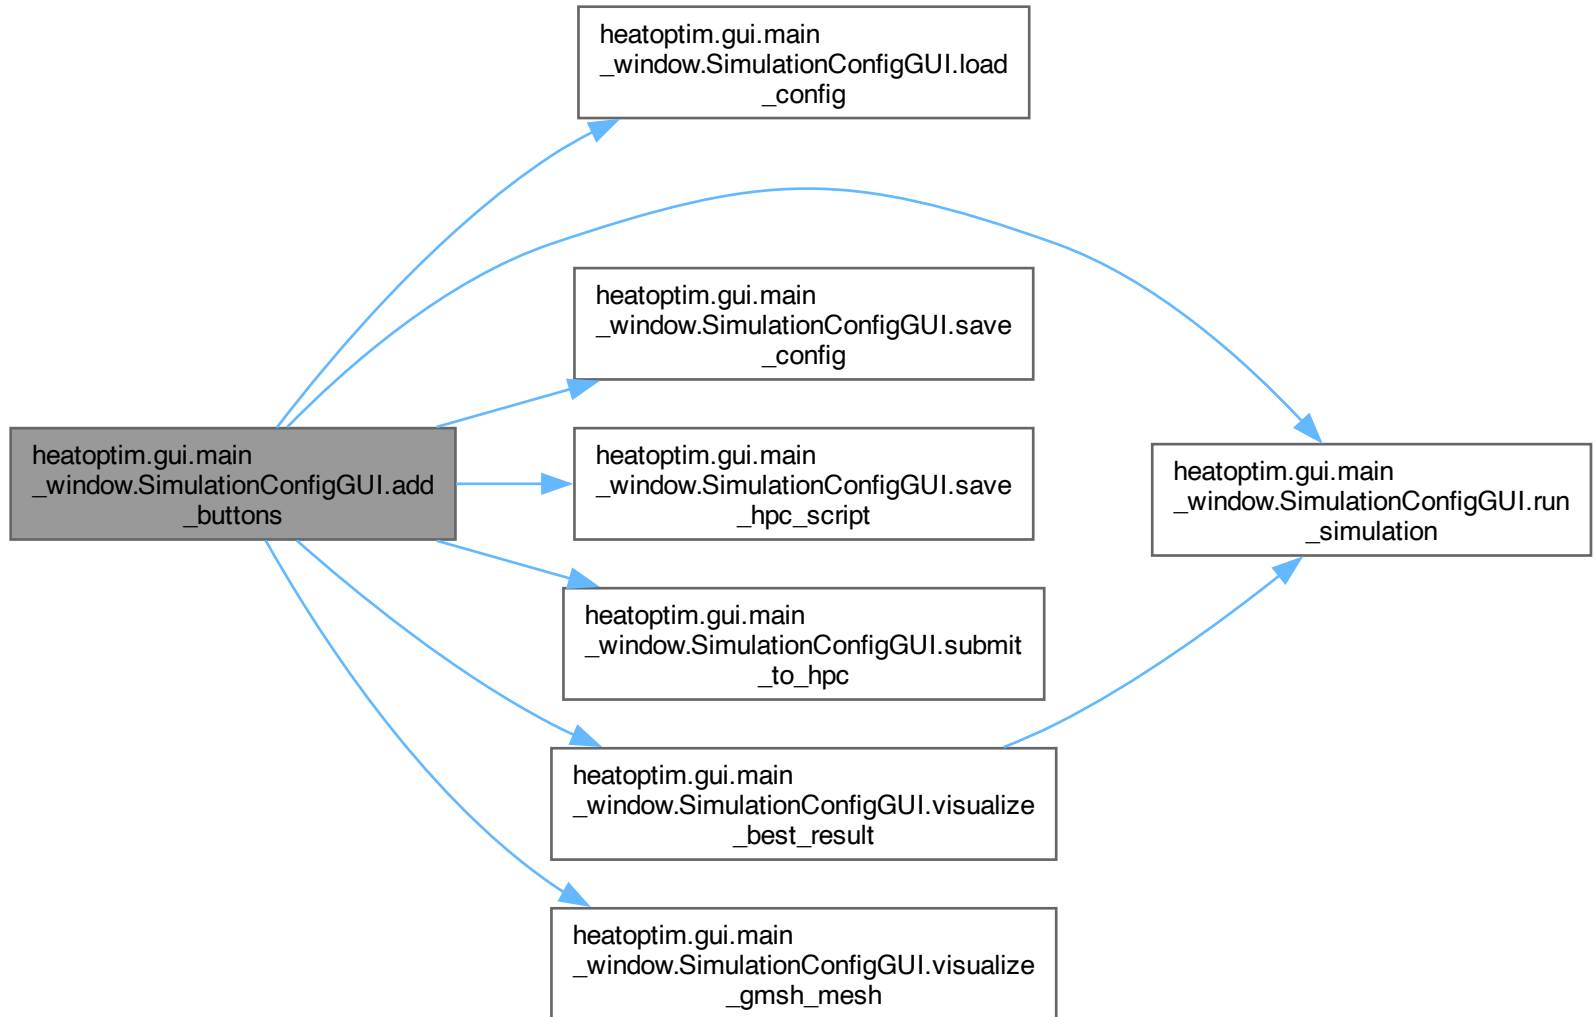 heatoptim.gui.main
_window.SimulationConfigGUI.load
_config
heatoptim.gui.main
_window.SimulationConfigGUI.save
_config
heatoptim.gui.main
_window.SimulationConfigGUI.add
_buttons
heatoptim.gui.main
_window.SimulationConfigGUI.save
_hpc_script
heatoptim.gui.main
_window.SimulationConfigGUI.run
_simulation
heatoptim.gui.main
_window.SimulationConfigGUI.submit
_to_hpc
heatoptim.gui.main
_window.SimulationConfigGUI.visualize
_best_result
heatoptim.gui.main
_window.SimulationConfigGUI.visualize
_gmsh_mesh